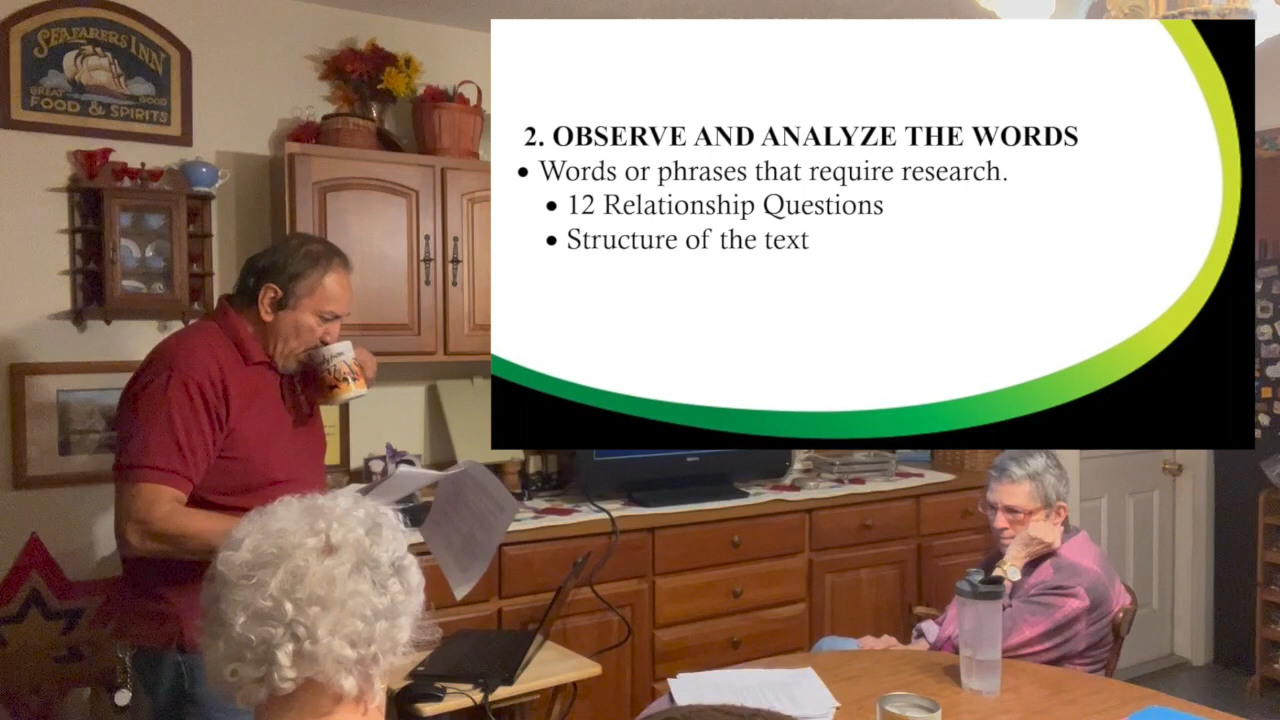 SEAFARERS INN
GREAT GOOD
FOOD & SPIRITS
2. OBSERVE AND ANALYZE THE WORDS
• Words or phrases that require research.
• 12 Relationship Questions
• Structure of the text